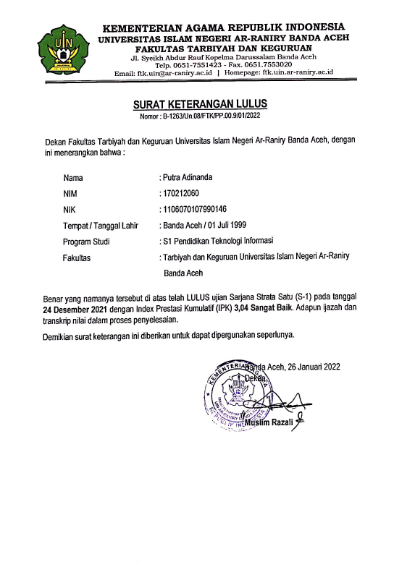 KEMENTERIAN AGAMA REPUBLIK INDONESIA
UNIVERSITAS ISLAM NEGERI AR-RANIRY BANDA ACEH
FAKULTAS TARBIYAH DAN KEGURUAN
Jl. Syeikh Abdur Rauf Kopelma Darussalam Banda Aceh
Telp. 0651-7551423 - Fax. 0651.7553020
Email: ftk.uin@ar-raniry.ac.id | Homepage: ftk.uin.ar-raniry.ac.id
UIN
SURAT KETERANGAN LULUS
Nomor : B-1263/Un.08/FTK/PP.00.9/01/2022
Dekan Fakultas Tarbiyah dan Keguruan Universitas Islam Negeri Ar-Raniry Banda Aceh, dengan
ini menerangkan bahwa :
Nama : Putra Adinanda
NIM : 170212060
NIK : 1106070107990146
Tempat / Tanggal Lahir : Banda Aceh / 01 Juli 1999
Program Studi : S1 Pendidikan Teknologi Informasi
Fakultas : Tarbiyah dan Keguruan Universitas Islam Negeri Ar-Raniry
Banda Aceh
Benar yang namanya tersebut di atas telah LULUS ujian Sarjana Strata Satu (S-1) pada tanggal
24 Desember 2021 dengan Index Prestasi Kumulatif (IPK) 3,04 Sangat Baik. Adapun ijazah dan
transkrip nilai dalam proses penyelesaian.
Demikian surat keterangan ini diberikan untuk dapat dipergunakan seperlunya.
Banda Aceh, 26 Januari 2022
Dekan,
KEMENTERIAN AGAMA
REPUBLIK INDONESIA
Muslim Razali